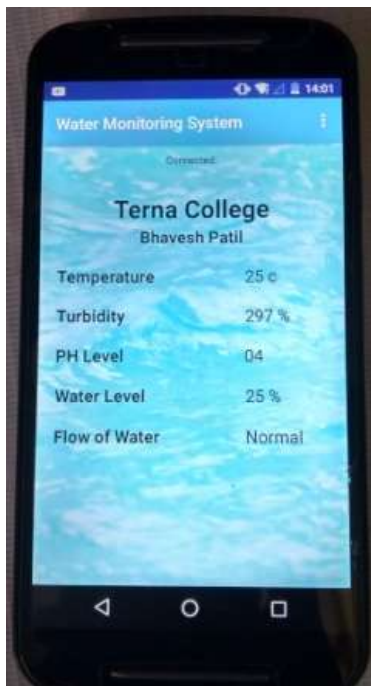 14:01
Water Monitoring System
Connected
Terna College
Bhavesh Patil
Temperature 25 c
Turbidity 297 %
PH Level 04
Water Level 25 %
Flow of Water Normal